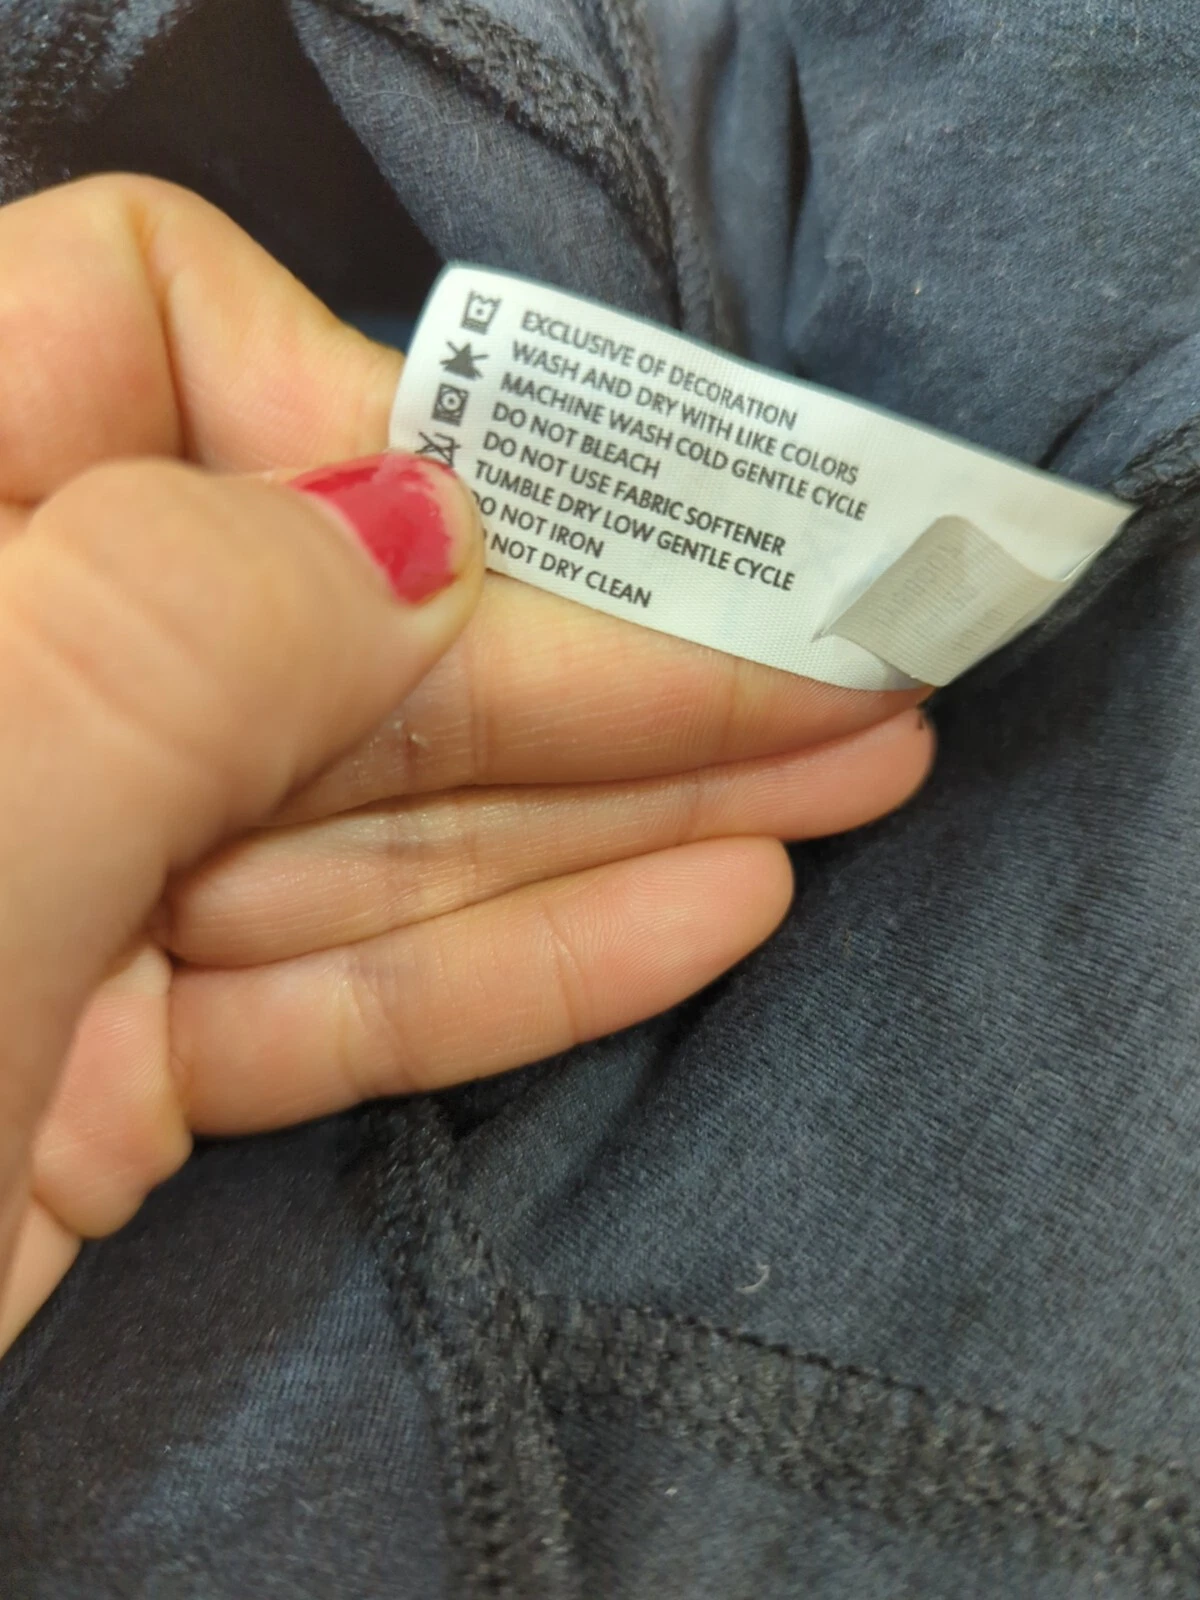 EXCLUSIVE OF DECORATION
WASH AND DRY WITH LIKE COLORS
MACHINE WASH COLD GENTLE CYCLE
DO NOT BLEACH
DO NOT USE FABRIC SOFTENER
TUMBLE DRY LOW GENTLE CYCLE
DO NOT IRON
NOT DRY CLEAN